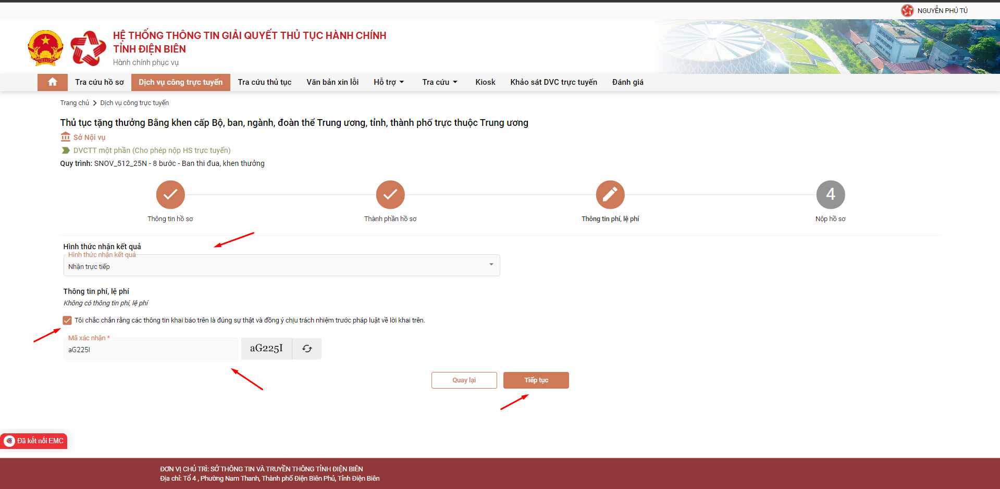 NGUYỄN PHÚ TÚ
HỆ THỐNG THÔNG TIN GIẢI QUYẾT THỦ TỤC HÀNH CHÍNH
TỈNH ĐIỆN BIÊN
Hành chính phục vụ
Tra cứu hồ sơ Dịch vụ công trực tuyến Tra cứu thủ tục Văn bản xin lỗi Hỗ trợ Tra cứu Kiosk Khảo sát DVC trực tuyến Đánh giá
Trang chủ > Dịch vụ công trực tuyến
Thủ tục tặng thưởng Bằng khen cấp Bộ, ban, ngành, đoàn thể Trung ương, tỉnh, thành phố trực thuộc Trung ương
Sở Nội vụ
DVCTT một phần (Cho phép nộp HS trực tuyến)
Quy trình: SNOV_512_25N - 8 bước - Ban thi đua, khen thưởng
4
Thông tin hồ sơ Thành phần hồ sơ Thông tin phí, lệ phí Nộp hồ sơ
Hình thức nhận kết quả
Hình thức nhận kết quả
Nhận trực tiếp
Thông tin phí, lệ phí
Không có thông tin phí, lệ phí
Tôi chắc chắn rằng các thông tin khai báo trên là đúng sự thật và đồng ý chịu trách nhiệm trước pháp luật về lời khai trên.
Mã xác nhận *
aG225I aG225I
Quay lại Tiếp tục
Đã kết nối EMC
ĐƠN VỊ CHỦ TRÌ: SỞ THÔNG TIN VÀ TRUYỀN THÔNG TỈNH ĐIỆN BIÊN
Địa chỉ: Tổ 4 , Phường Nam Thanh, Thành phố Điện Biên Phủ, Tỉnh Điện Biên